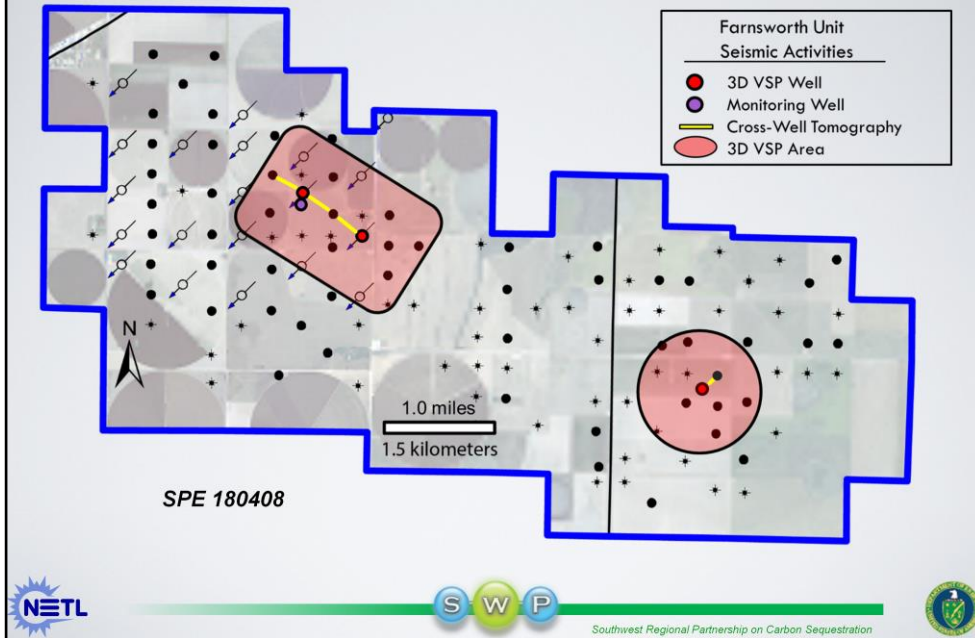 Farnsworth Unit
Seismic Activities
3D VSP Well
Monitoring Well
Cross-Well Tomography
3D VSP Area
N
1.0 miles
1.5 kilometers
SPE 180408
NETL
S W P
Southwest Regional Partnership on Carbon Sequestration